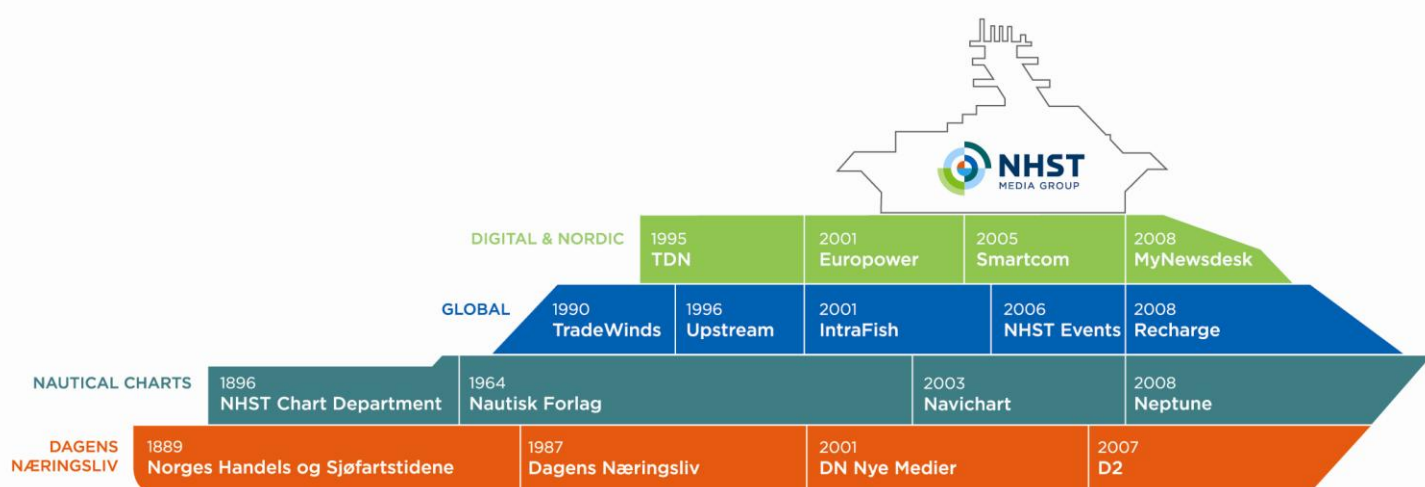 NHST
MEDIA GROUP
DIGITAL & NORDIC
1995
TDN
2001
Europower
2005
Smartcom
2008
MyNewsdesk
GLOBAL
1990
TradeWinds
1996
Upstream
2001
IntraFish
2006
NHST Events
2008
Recharge
NAUTICAL CHARTS
1896
NHST Chart Department
1964
Nautisk Forlag
2003
Navichart
2008
Neptune
DAGENS
NÆRINGSLIV
1889
Norges Handels og Sjøfartstidene
1987
Dagens Næringsliv
2001
DN Nye Medier
2007
D2